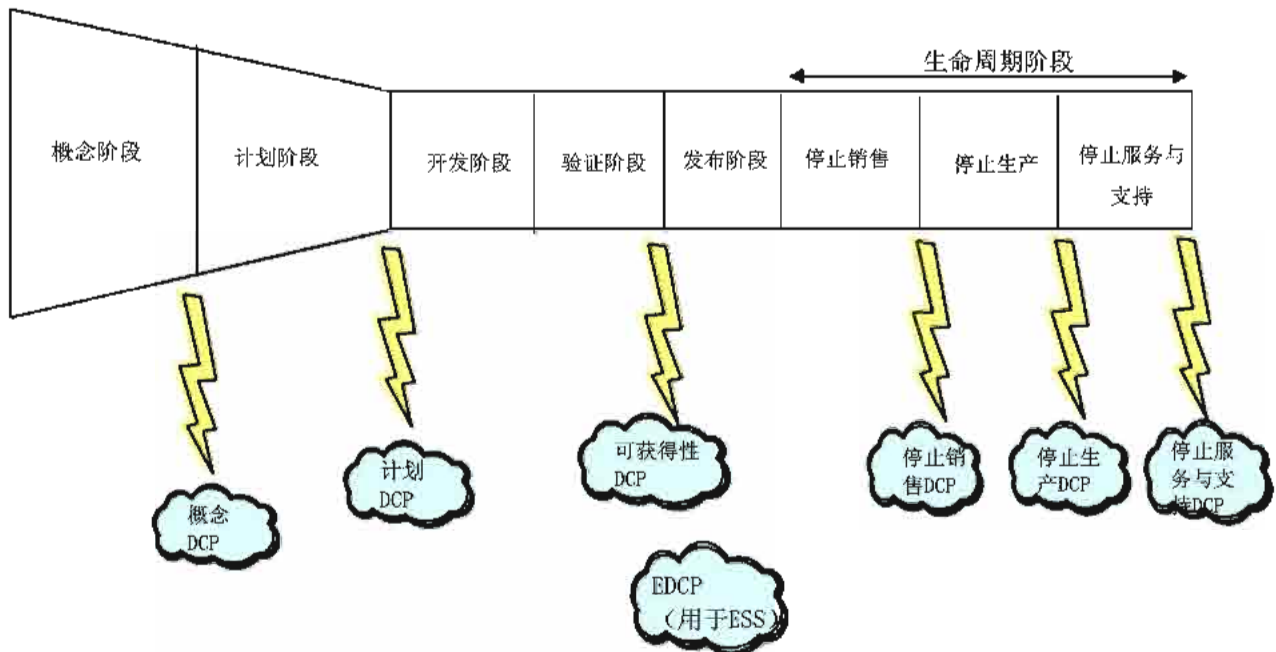 生命周期阶段
概念阶段
计划阶段
开发阶段
验证阶段
发布阶段
停止销售
停止生产
停止服务与
支持
概念
DCP
计划
DCP
可获得性
DCP
停止销
售DCP
停止生
产DCP
停止服
务与支
持DCP
EDCP
（用于ESS）